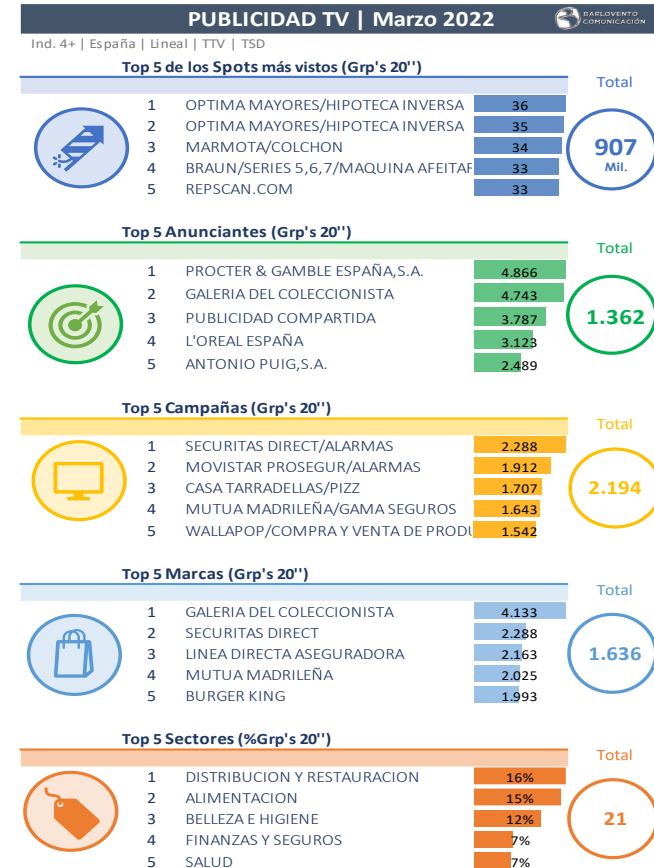 PUBLICIDAD TV | Marzo 2022
BARLOVENTO
COMUNICACIÓN
Ind. 4+ | España | Lineal | TTV | TSD
Top 5 de los Spots más vistos (Grp's 20'')
Total
1 OPTIMA MAYORES/HIPOTECA INVERSA 36
2 OPTIMA MAYORES/HIPOTECA INVERSA 35
3 MARMOTA/COLCHON 34
4 BRAUN/SERIES 5,6,7/MAQUINA AFEITAR 33
5 REPSCAN.COM 33
907
Mil.
Top 5 Anunciantes (Grp's 20'')
Total
1 PROCTER & GAMBLE ESPAÑA,S.A. 4.866
2 GALERIA DEL COLECCIONISTA 4.743
3 PUBLICIDAD COMPARTIDA 3.787
4 L'OREAL ESPAÑA 3.123
5 ANTONIO PUIG,S.A. 2.489
1.362
Top 5 Campañas (Grp's 20'')
Total
1 SECURITAS DIRECT/ALARMAS 2.288
2 MOVISTAR PROSEGUR/ALARMAS 1.912
3 CASA TARRADELLAS/PIZZ 1.707
4 MUTUA MADRILEÑA/GAMA SEGUROS 1.643
5 WALLAPOP/COMPRA Y VENTA DE PRODU 1.542
2.194
Top 5 Marcas (Grp's 20'')
Total
1 GALERIA DEL COLECCIONISTA 4.133
2 SECURITAS DIRECT 2.288
3 LINEA DIRECTA ASEGURADORA 2.163
4 MUTUA MADRILEÑA 2.025
5 BURGER KING 1.993
1.636
Top 5 Sectores (%Grp's 20'')
Total
1 DISTRIBUCION Y RESTAURACION 16%
2 ALIMENTACION 15%
3 BELLEZA E HIGIENE 12%
4 FINANZAS Y SEGUROS 7%
5 SALUD 7%
21